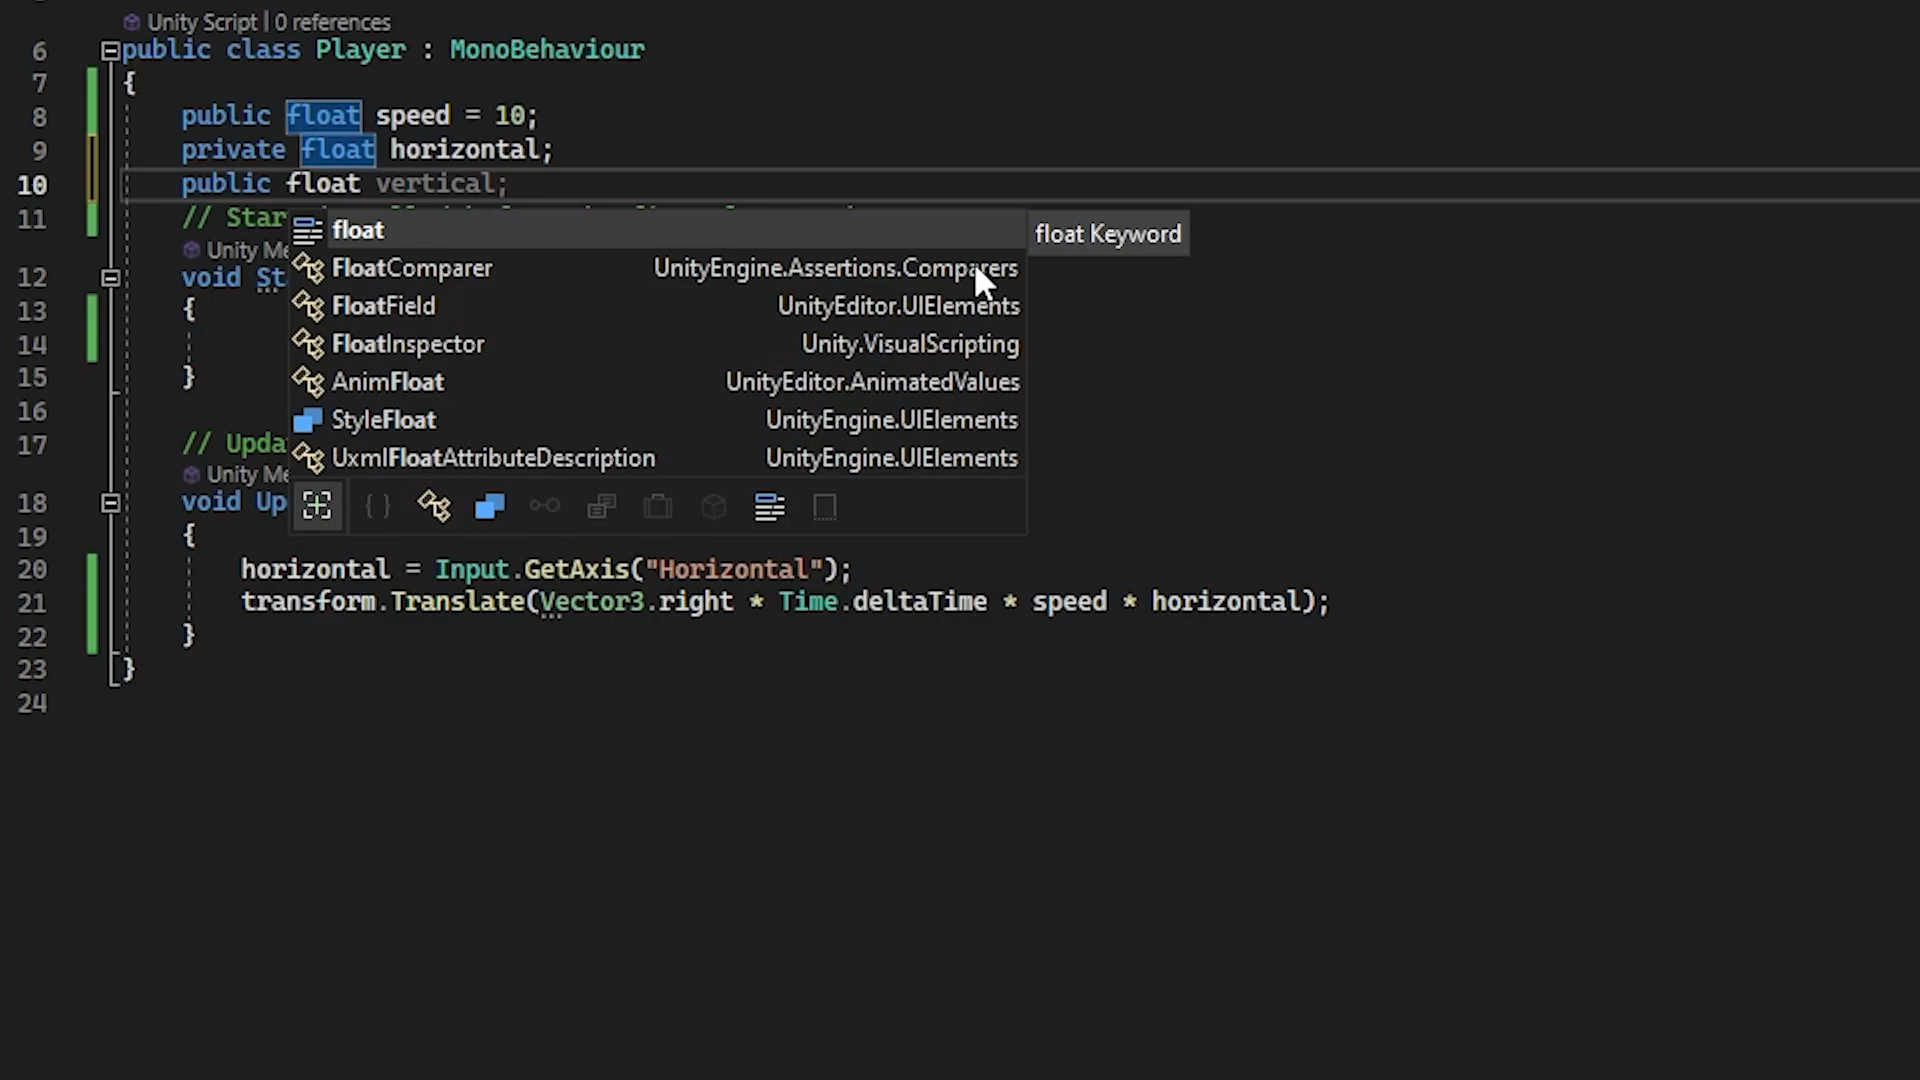 Unity Script | 0 references
6 public class Player : MonoBehaviour
7 {
8 public float speed = 10;
9 private float horizontal;
10 public float vertical;
11 // Star
float
float Keyword
Unity Me
FloatComparer UnityEngine.Assertions.Comparers
12 void St
FloatField UnityEditor.UIElements
13 {
FloatInspector Unity.VisualScripting
14
AnimFloat UnityEditor.AnimatedValues
15 }
16
StyleFloat UnityEngine.UIElements
17 // Upda
UxmlFloatAttributeDescription UnityEngine.UIElements
Unity Me
18 void Up
19 {
20 horizontal = Input.GetAxis("Horizontal");
21 transform.Translate(Vector3.right * Time.deltaTime * speed * horizontal);
22 }
23 }
24